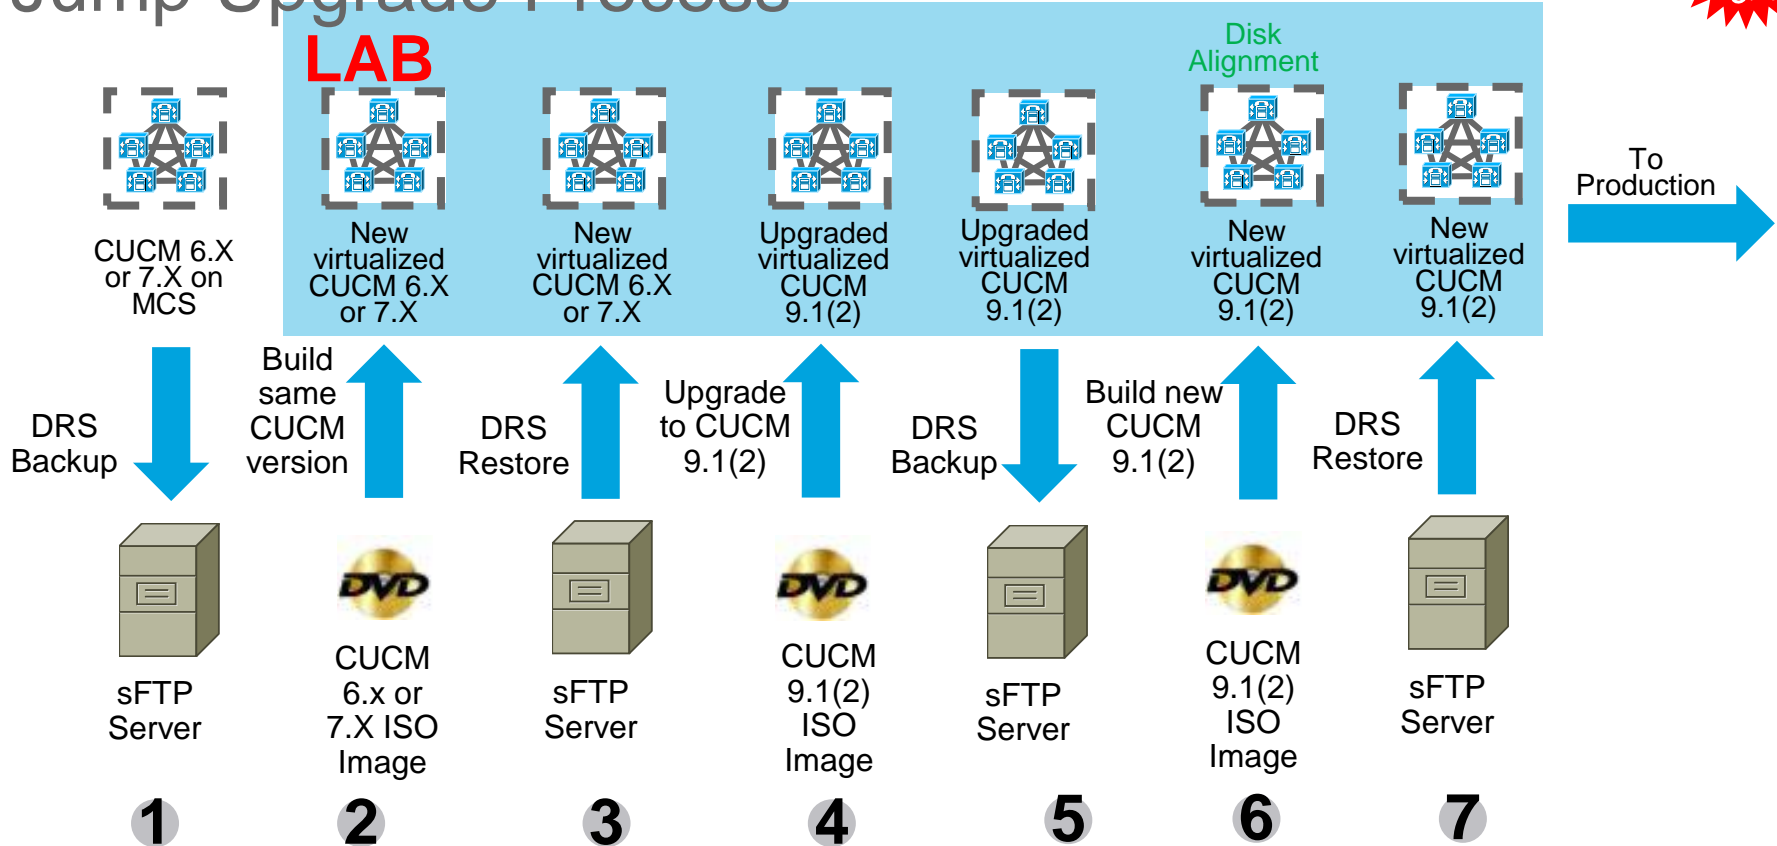 Jump Upgrade Process
LAB
Disk
Alignment
CUCM 6.X
or 7.X on
MCS
New
virtualized
CUCM 6.X
or 7.X
New
virtualized
CUCM 6.X
or 7.X
Upgraded
virtualized
CUCM
9.1(2)
Upgraded
virtualized
CUCM
9.1(2)
New
virtualized
CUCM
9.1(2)
New
virtualized
CUCM
9.1(2)
To
Production
DRS
Backup
Build
same
CUCM
version
DRS
Restore
Upgrade
to CUCM
9.1(2)
DRS
Backup
Build new
CUCM
9.1(2)
DRS
Restore
sFTP
Server
DVD
CUCM
6.x or
7.X ISO
Image
sFTP
Server
DVD
CUCM
9.1(2)
ISO
Image
sFTP
Server
DVD
CUCM
9.1(2)
ISO
Image
sFTP
Server
1
2
3
4
5
6
7